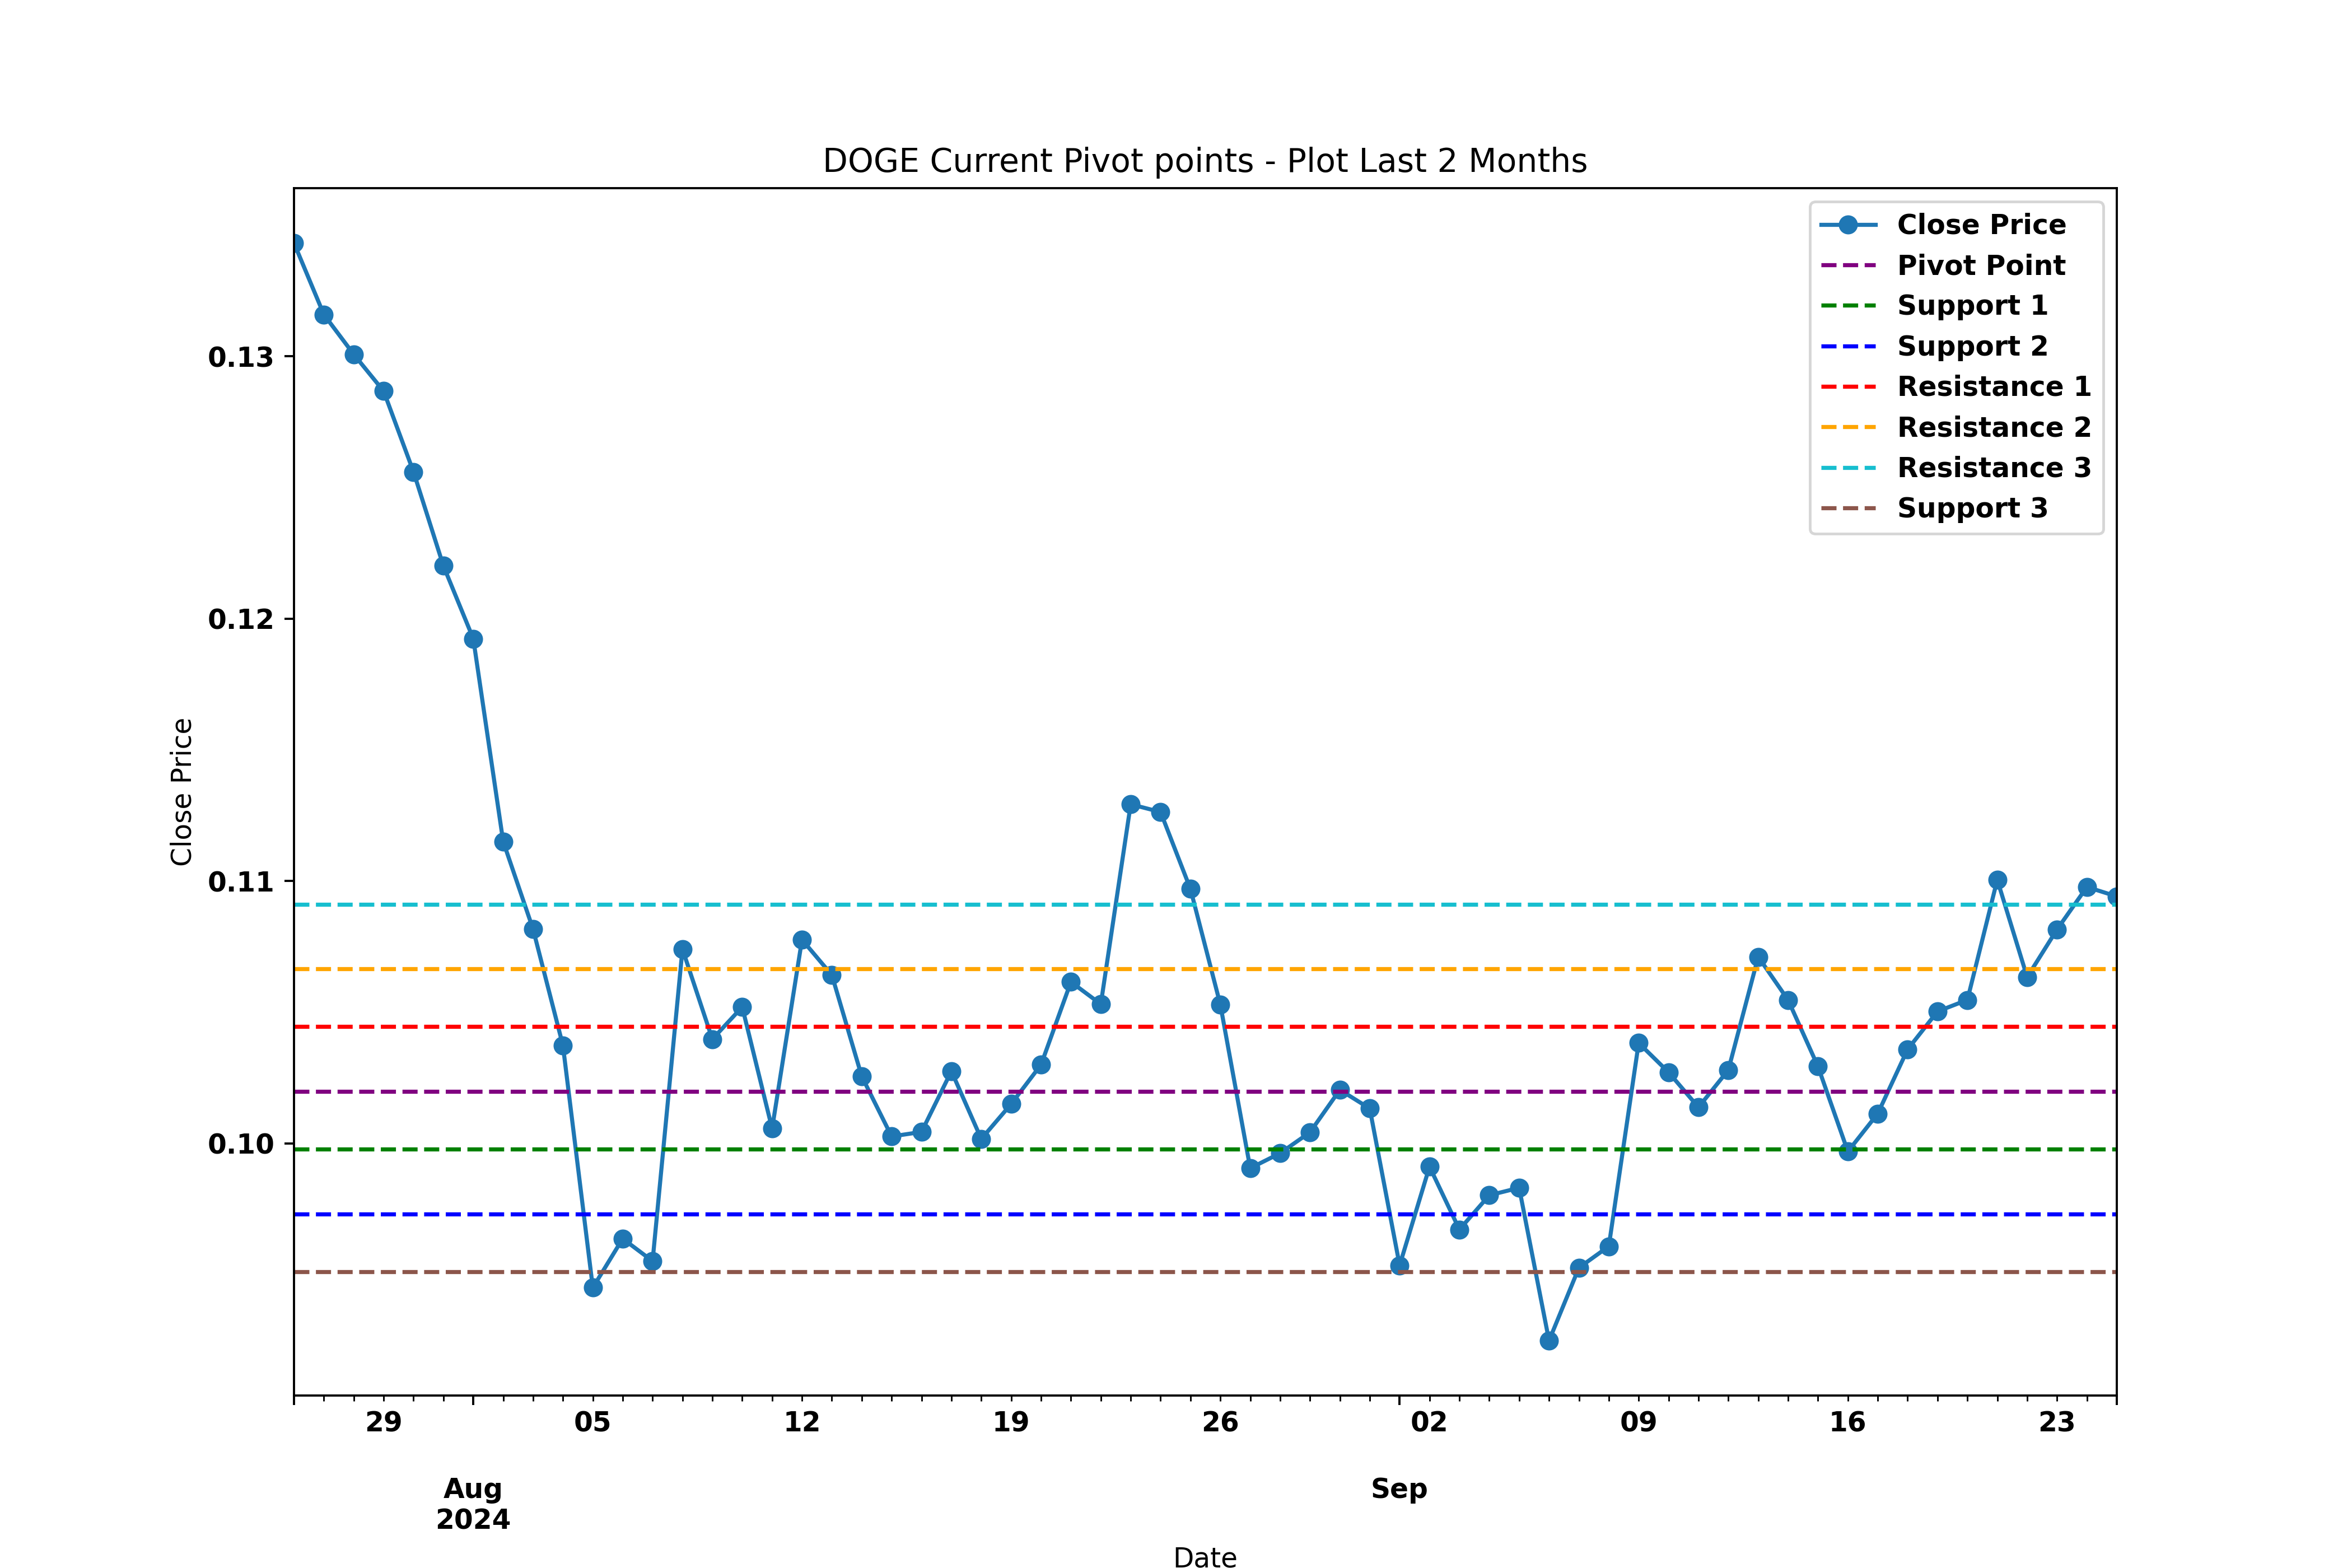 DOGE Current Pivot points - Plot Last 2 Months
Close Price
Pivot Point
Support 1
Support 2
Resistance 1
Resistance 2
Resistance 3
Support 3
0.13
0.12
0.11
0.10
Close Price
29 05 12 19 26 02 09 16 23
Aug Sep
2024
Date